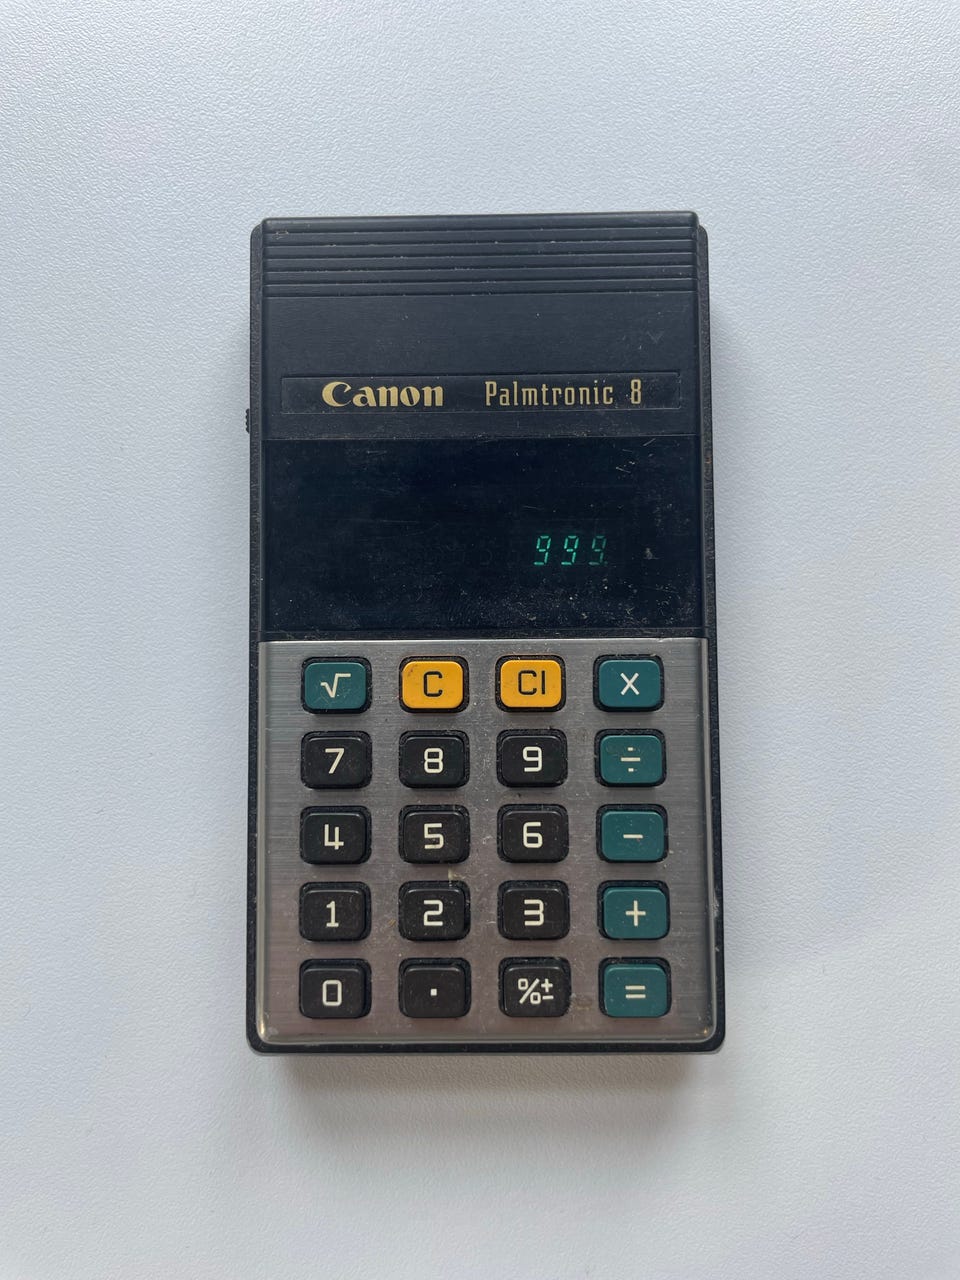 Canon Palmtronic 8
999.
√ C CI X
7 8 9 ÷
4 5 6 −
1 2 3 +
0 . %± =